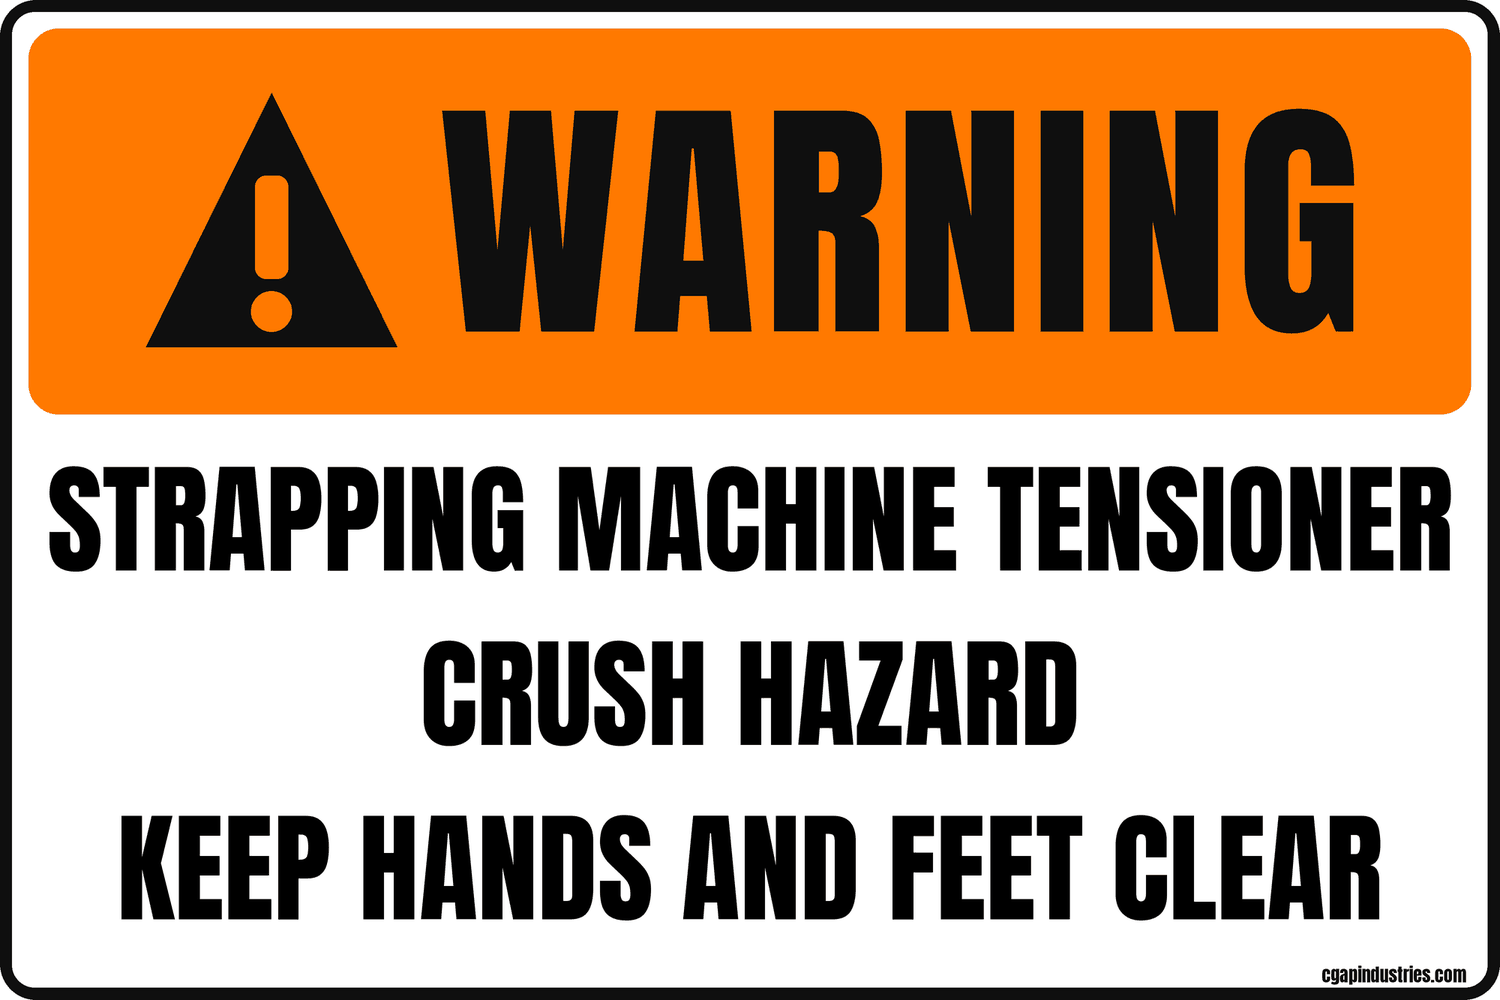 WARNING
STRAPPING MACHINE TENSIONER
CRUSH HAZARD
KEEP HANDS AND FEET CLEAR
cgapindustries.com